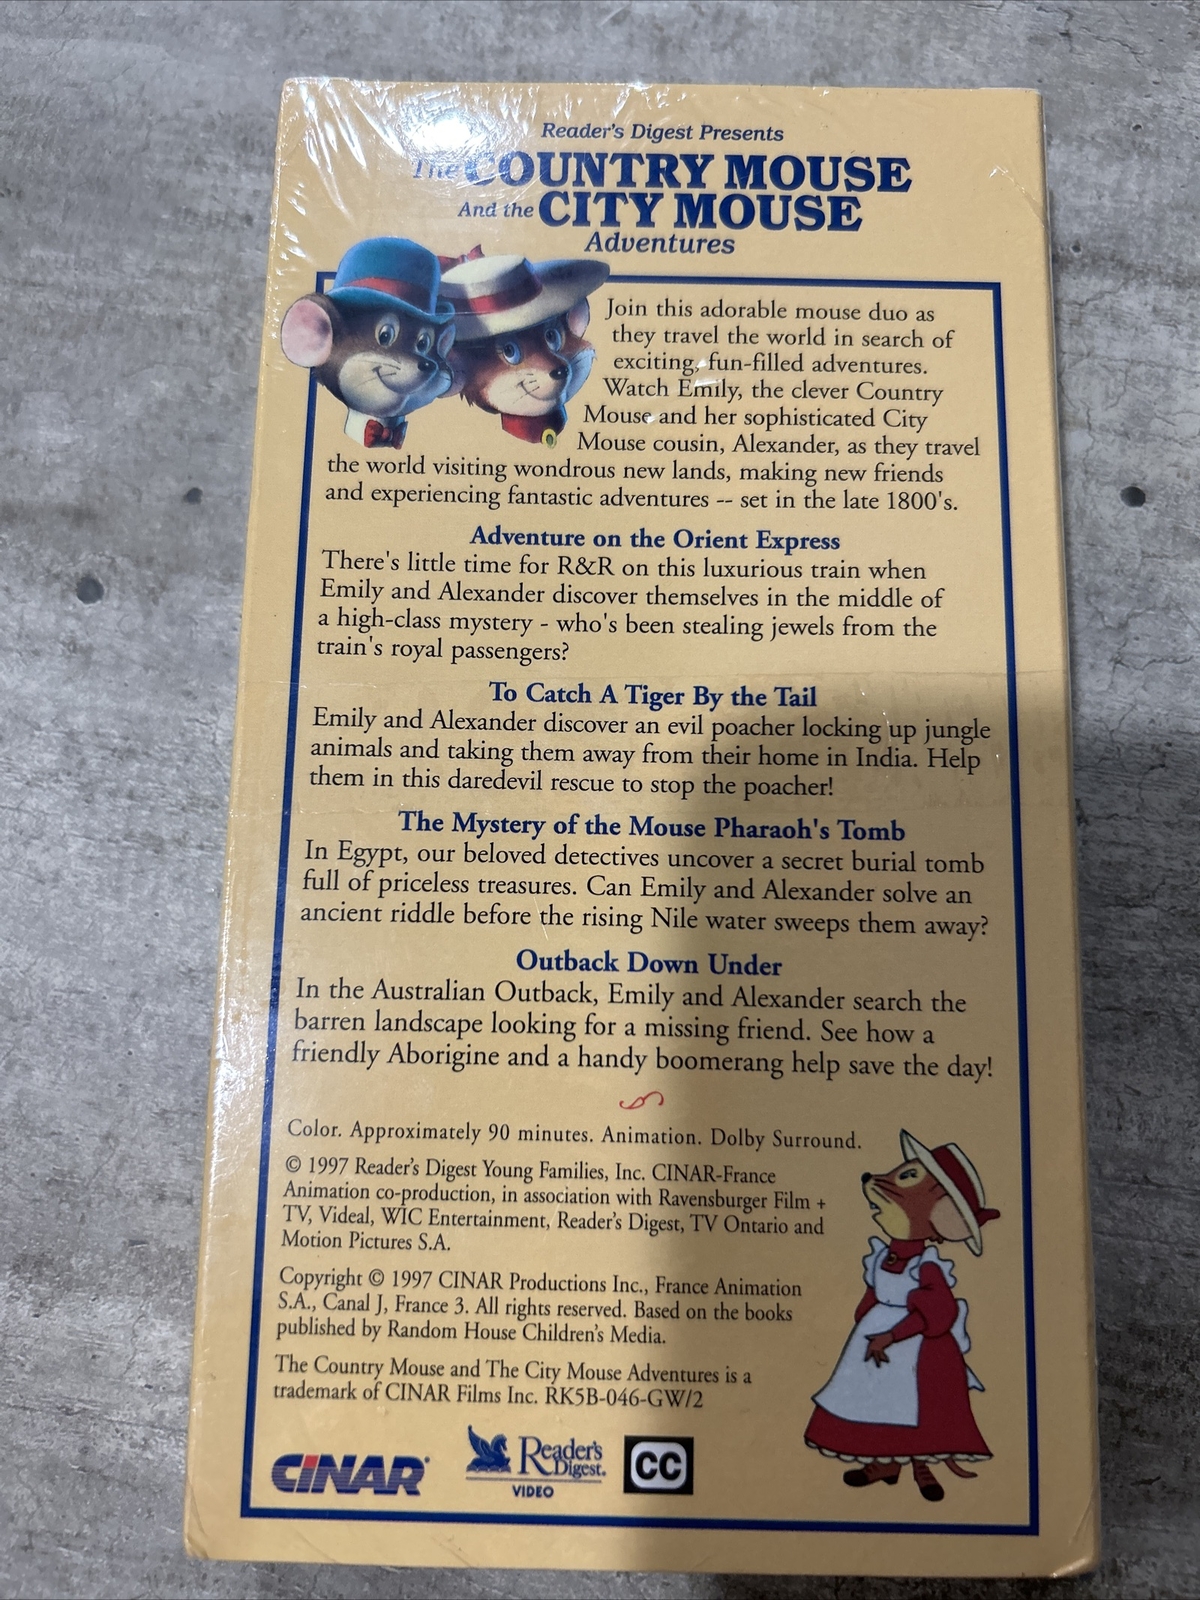 Reader's Digest Presents
The COUNTRY MOUSE
And the CITY MOUSE
Adventures
Join this adorable mouse duo as
they travel the world in search of
exciting, fun-filled adventures.
Watch Emily, the clever Country
Mouse and her sophisticated City
Mouse cousin, Alexander, as they travel
the world visiting wondrous new lands, making new friends
and experiencing fantastic adventures -- set in the late 1800's.
Adventure on the Orient Express
There's little time for R&R on this luxurious train when
Emily and Alexander discover themselves in the middle of
a high-class mystery - who's been stealing jewels from the
train's royal passengers?
To Catch A Tiger By the Tail
Emily and Alexander discover an evil poacher locking up jungle
animals and taking them away from their home in India. Help
them in this daredevil rescue to stop the poacher!
The Mystery of the Mouse Pharaoh's Tomb
In Egypt, our beloved detectives uncover a secret burial tomb
full of priceless treasures. Can Emily and Alexander solve an
ancient riddle before the rising Nile water sweeps them away?
Outback Down Under
In the Australian Outback, Emily and Alexander search the
barren landscape looking for a missing friend. See how a
friendly Aborigine and a handy boomerang help save the day!
Color. Approximately 90 minutes. Animation. Dolby Surround.
© 1997 Reader's Digest Young Families, Inc. CINAR-France
Animation co-production, in association with Ravensburger Film +
TV, Videal, WIC Entertainment, Reader's Digest, TV Ontario and
Motion Pictures S.A.
Copyright © 1997 CINAR Productions Inc., France Animation
S.A., Canal J, France 3. All rights reserved. Based on the books
published by Random House Children's Media.
The Country Mouse and The City Mouse Adventures is a
trademark of CINAR Films Inc. RK5B-046-GW/2
CINAR
Reader's
Digest.
VIDEO
CC